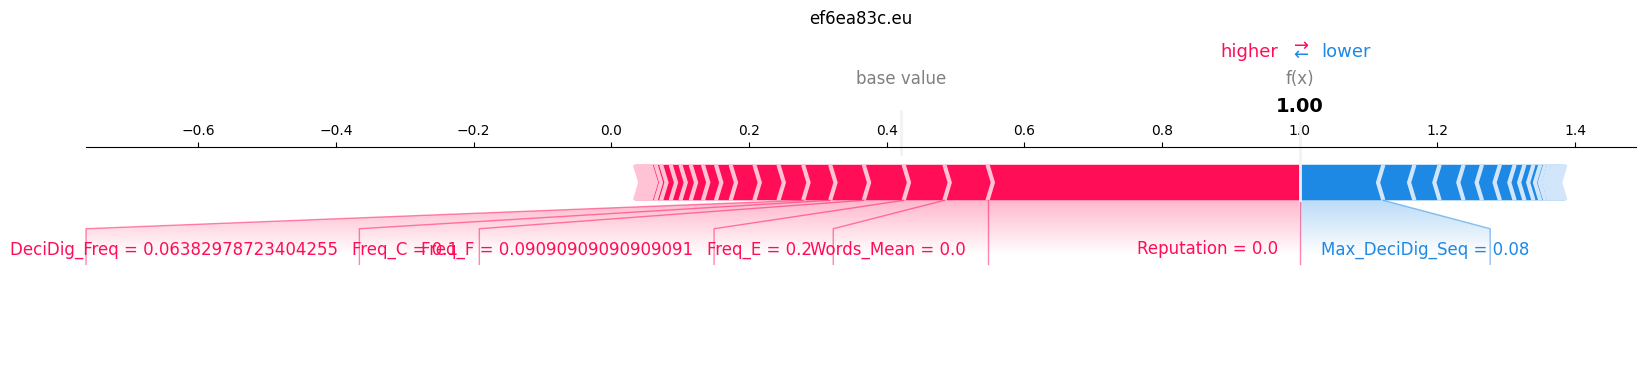 ef6ea83c.eu
higher ⇄ lower
base value f(x)
1.00
−0.6 −0.4 −0.2 0.0 0.2 0.4 0.6 0.8 1.0 1.2 1.4
DeciDig_Freq = 0.06382978723404255 Freq_C = 0.1 Freq_F = 0.09090909090909091 Freq_E = 0.2 Words_Mean = 0.0 Reputation = 0.0 Max_DeciDig_Seq = 0.08